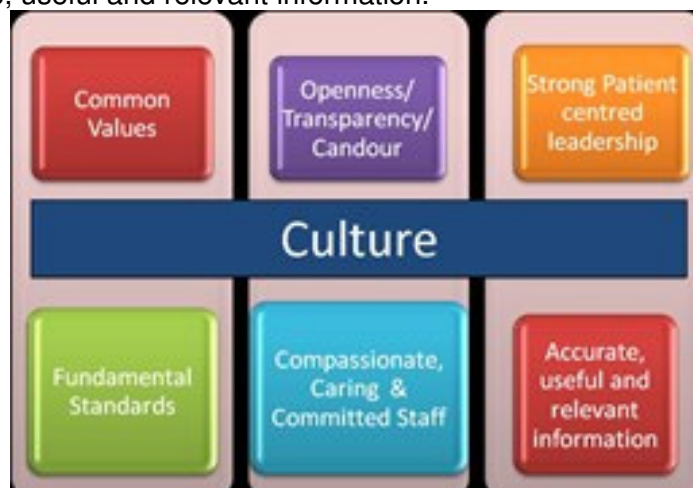 useful and relevant information.
Common
Values
Openness/
Transparency/
Candour
Strong Patient
centred
leadership
Culture
Fundamental
Standards
Compassionate,
Caring &
Committed Staff
Accurate,
useful and
relevant
information